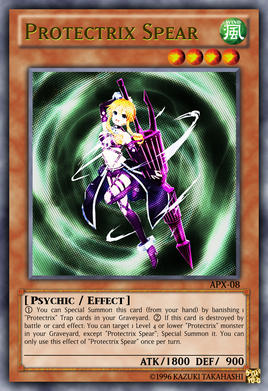 PROTECTRIX SPEAR
WIND
風
APX-08
[ PSYCHIC / EFFECT ]
① You can Special Summon this card (from your hand) by banishing 1
"Protectrix" Trap cards in your Graveyard. ② If this card is destroyed by
battle or card effect: You can target 1 Level 4 or lower "Protectrix" monster
in your Graveyard, except "Protectrix Spear"; Special Summon it. You can
only use this effect of "Protectrix Spear" once per turn.
ATK/1800 DEF/ 900
©1996 KAZUKI TAKAHASHI